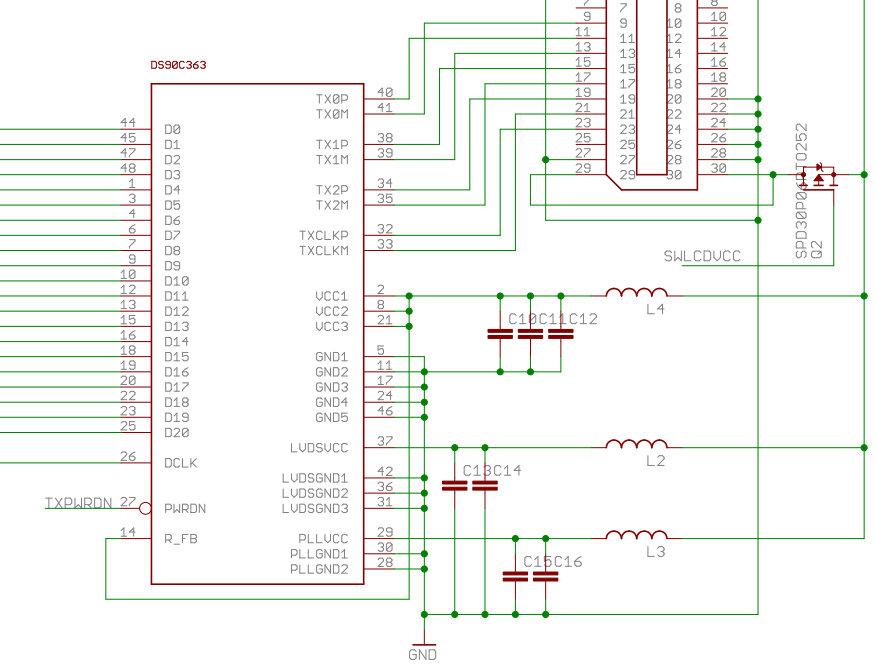 7 7 8 8
9 9 10 10
11 11 12 12
13 13 14 14
15 15 16 16
17 17 18 18
19 19 20 20
21 21 22 22
23 23 24 24
25 25 26 26
27 27 28 28
29 29 30 30
SPD30P06PTO252
Q2
SWLCDVCC
DS90C363
44 D0
45 D1
47 D2
48 D3
1 D4
3 D5
4 D6
6 D7
7 D8
9 D9
10 D10
12 D11
13 D12
15 D13
16 D14
18 D15
19 D16
20 D17
22 D18
23 D19
25 D20
26 DCLK
TXPWRDN 27 PWRDN
14 R_FB
TX0P 40
TX0M 41
TX1P 38
TX1M 39
TX2P 34
TX2M 35
TXCLKP 32
TXCLKM 33
VCC1 2
VCC2 8
VCC3 21
GND1 5
GND2 11
GND3 17
GND4 24
GND5 46
LVDSVCC 37
LVDSGND1 42
LVDSGND2 36
LVDSGND3 31
PLLVCC 29
PLLGND1 30
PLLGND2 28
C10 C11 C12
L4
C13 C14
L2
C15 C16
L3
GND